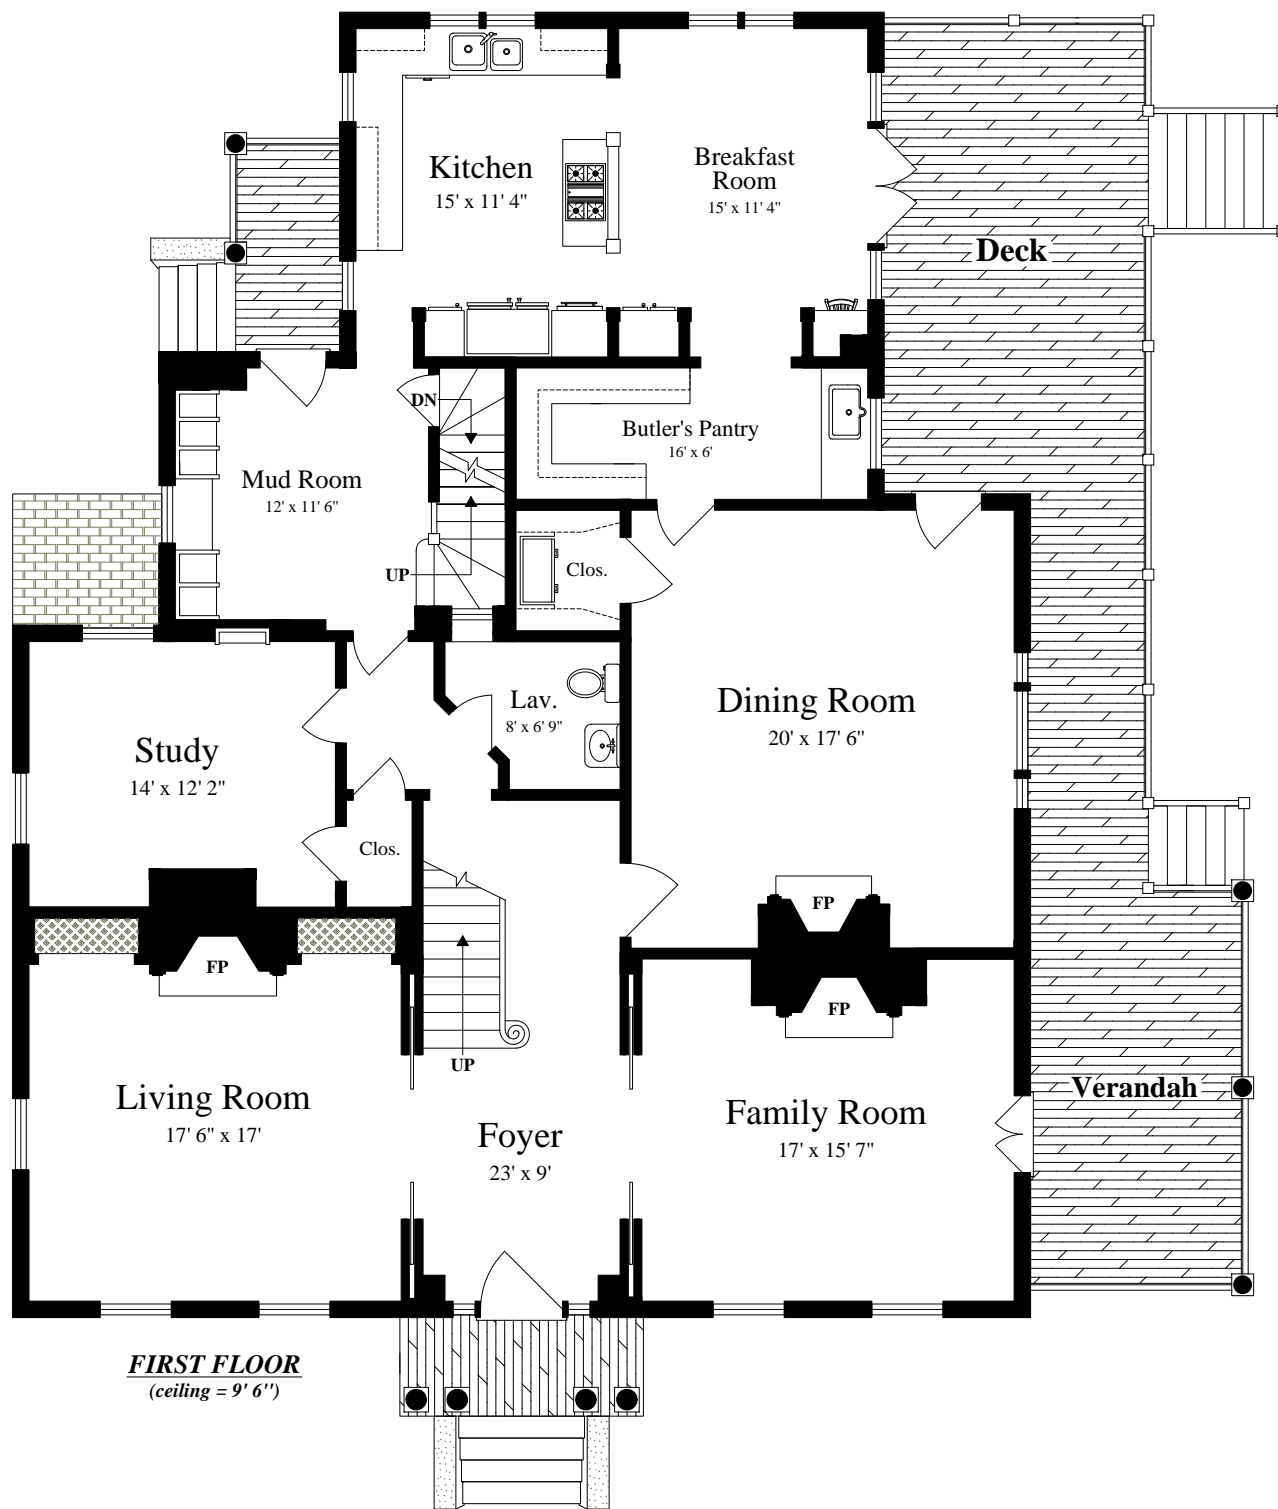 Kitchen
15' x 11' 4"
Breakfast
Room
15' x 11' 4"
Deck
DN
Butler's Pantry
16' x 6'
Mud Room
12' x 11' 6"
UP
Clos.
Lav.
8' x 6' 9"
Dining Room
20' x 17' 6"
Study
14' x 12' 2"
Clos.
FP
FP
FP
UP
Living Room
17' 6" x 17'
Foyer
23' x 9'
Family Room
17' x 15' 7"
Verandah
FIRST FLOOR
(ceiling = 9' 6")